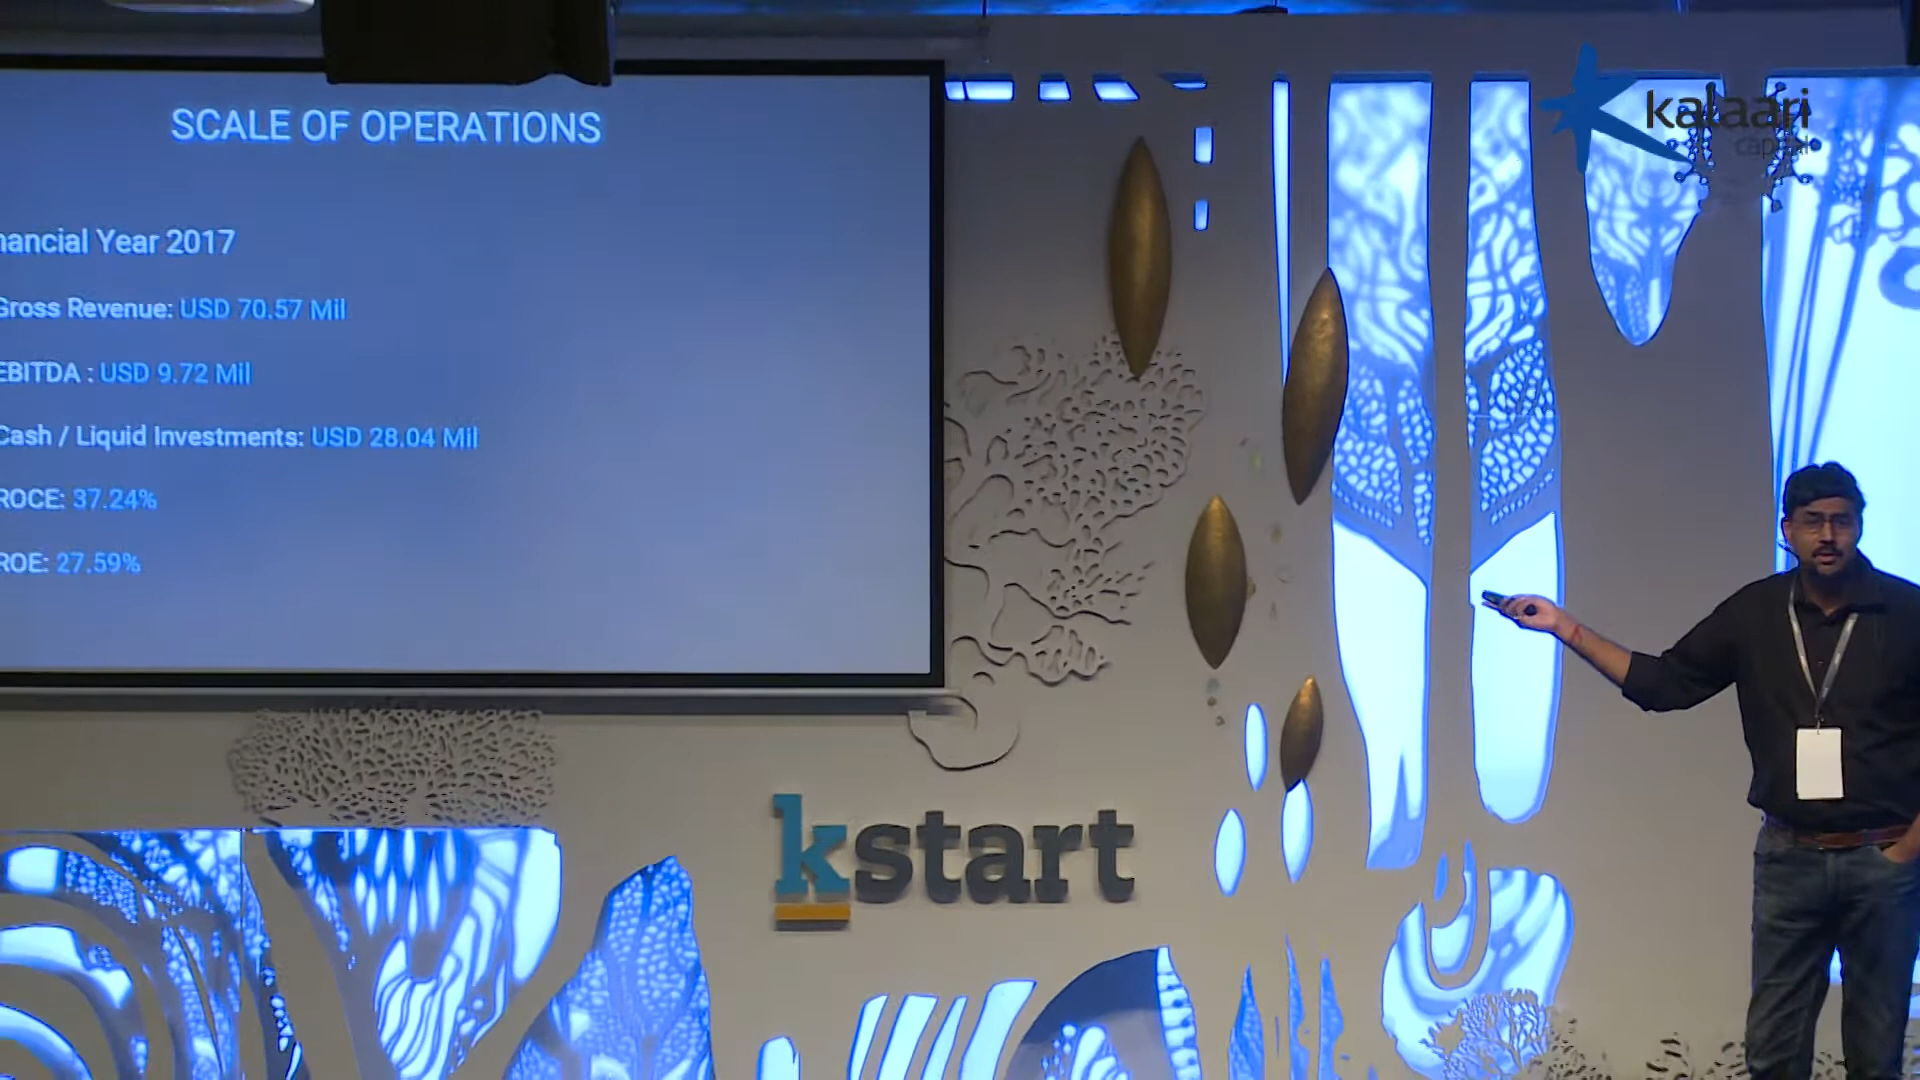 SCALE OF OPERATIONS
nancial Year 2017
Gross Revenue: USD 70.57 Mil
EBITDA : USD 9.72 Mil
Cash / Liquid Investments: USD 28.04 Mil
ROCE: 37.24%
ROE: 27.59%
kalaari
capital
kstart